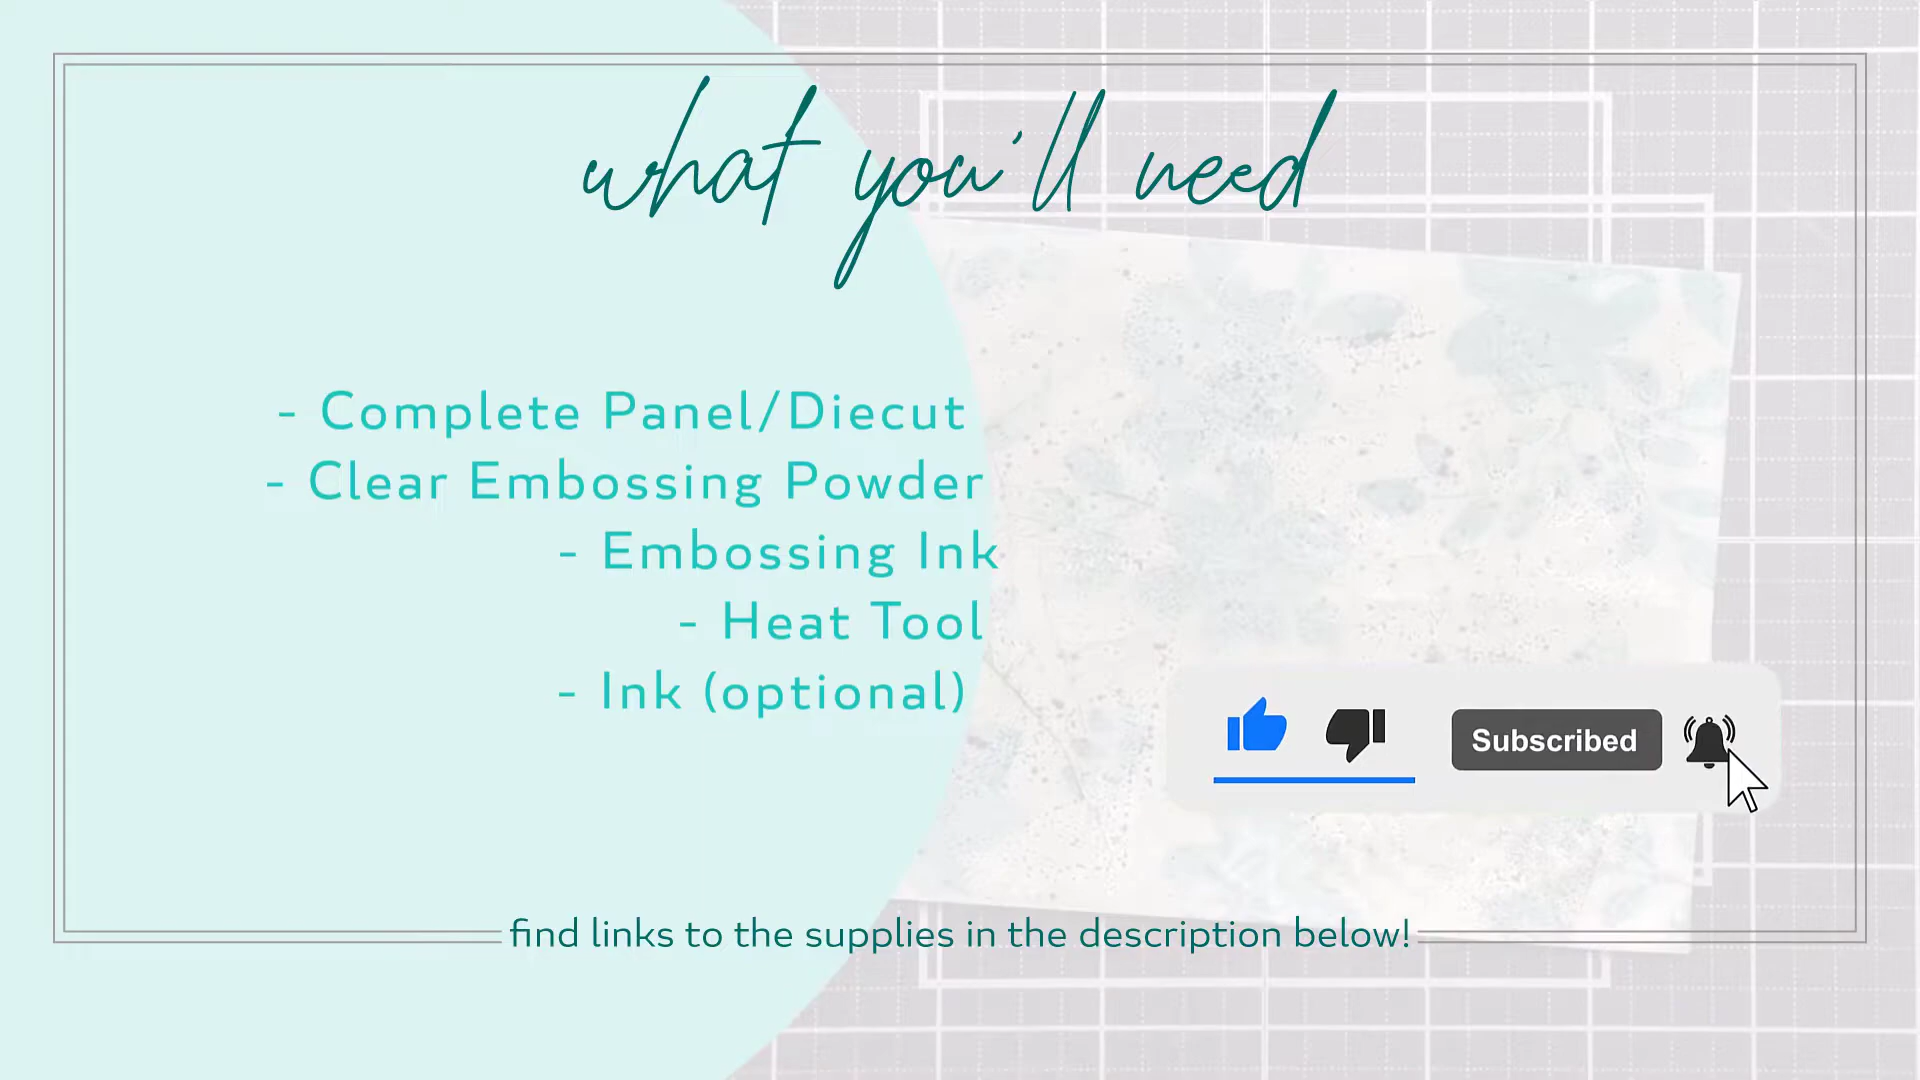 what you'll need
- Complete Panel/Diecut
- Clear Embossing Powder
- Embossing Ink
- Heat Tool
- Ink (optional)
Subscribed
find links to the supplies in the description below!